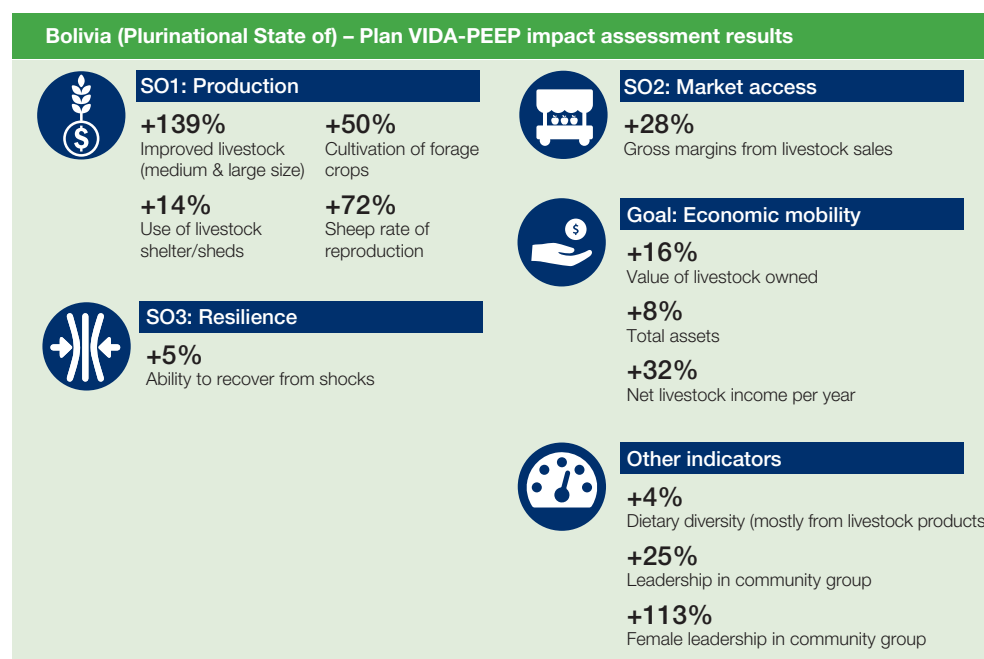 Bolivia (Plurinational State of) – Plan VIDA-PEEP impact assessment results
SO1: Production
+139%
Improved livestock
(medium & large size)
+50%
Cultivation of forage
crops
+14%
Use of livestock
shelter/sheds
+72%
Sheep rate of
reproduction
SO3: Resilience
+5%
Ability to recover from shocks
SO2: Market access
+28%
Gross margins from livestock sales
Goal: Economic mobility
+16%
Value of livestock owned
+8%
Total assets
+32%
Net livestock income per year
Other indicators
+4%
Dietary diversity (mostly from livestock products
+25%
Leadership in community group
+113%
Female leadership in community group